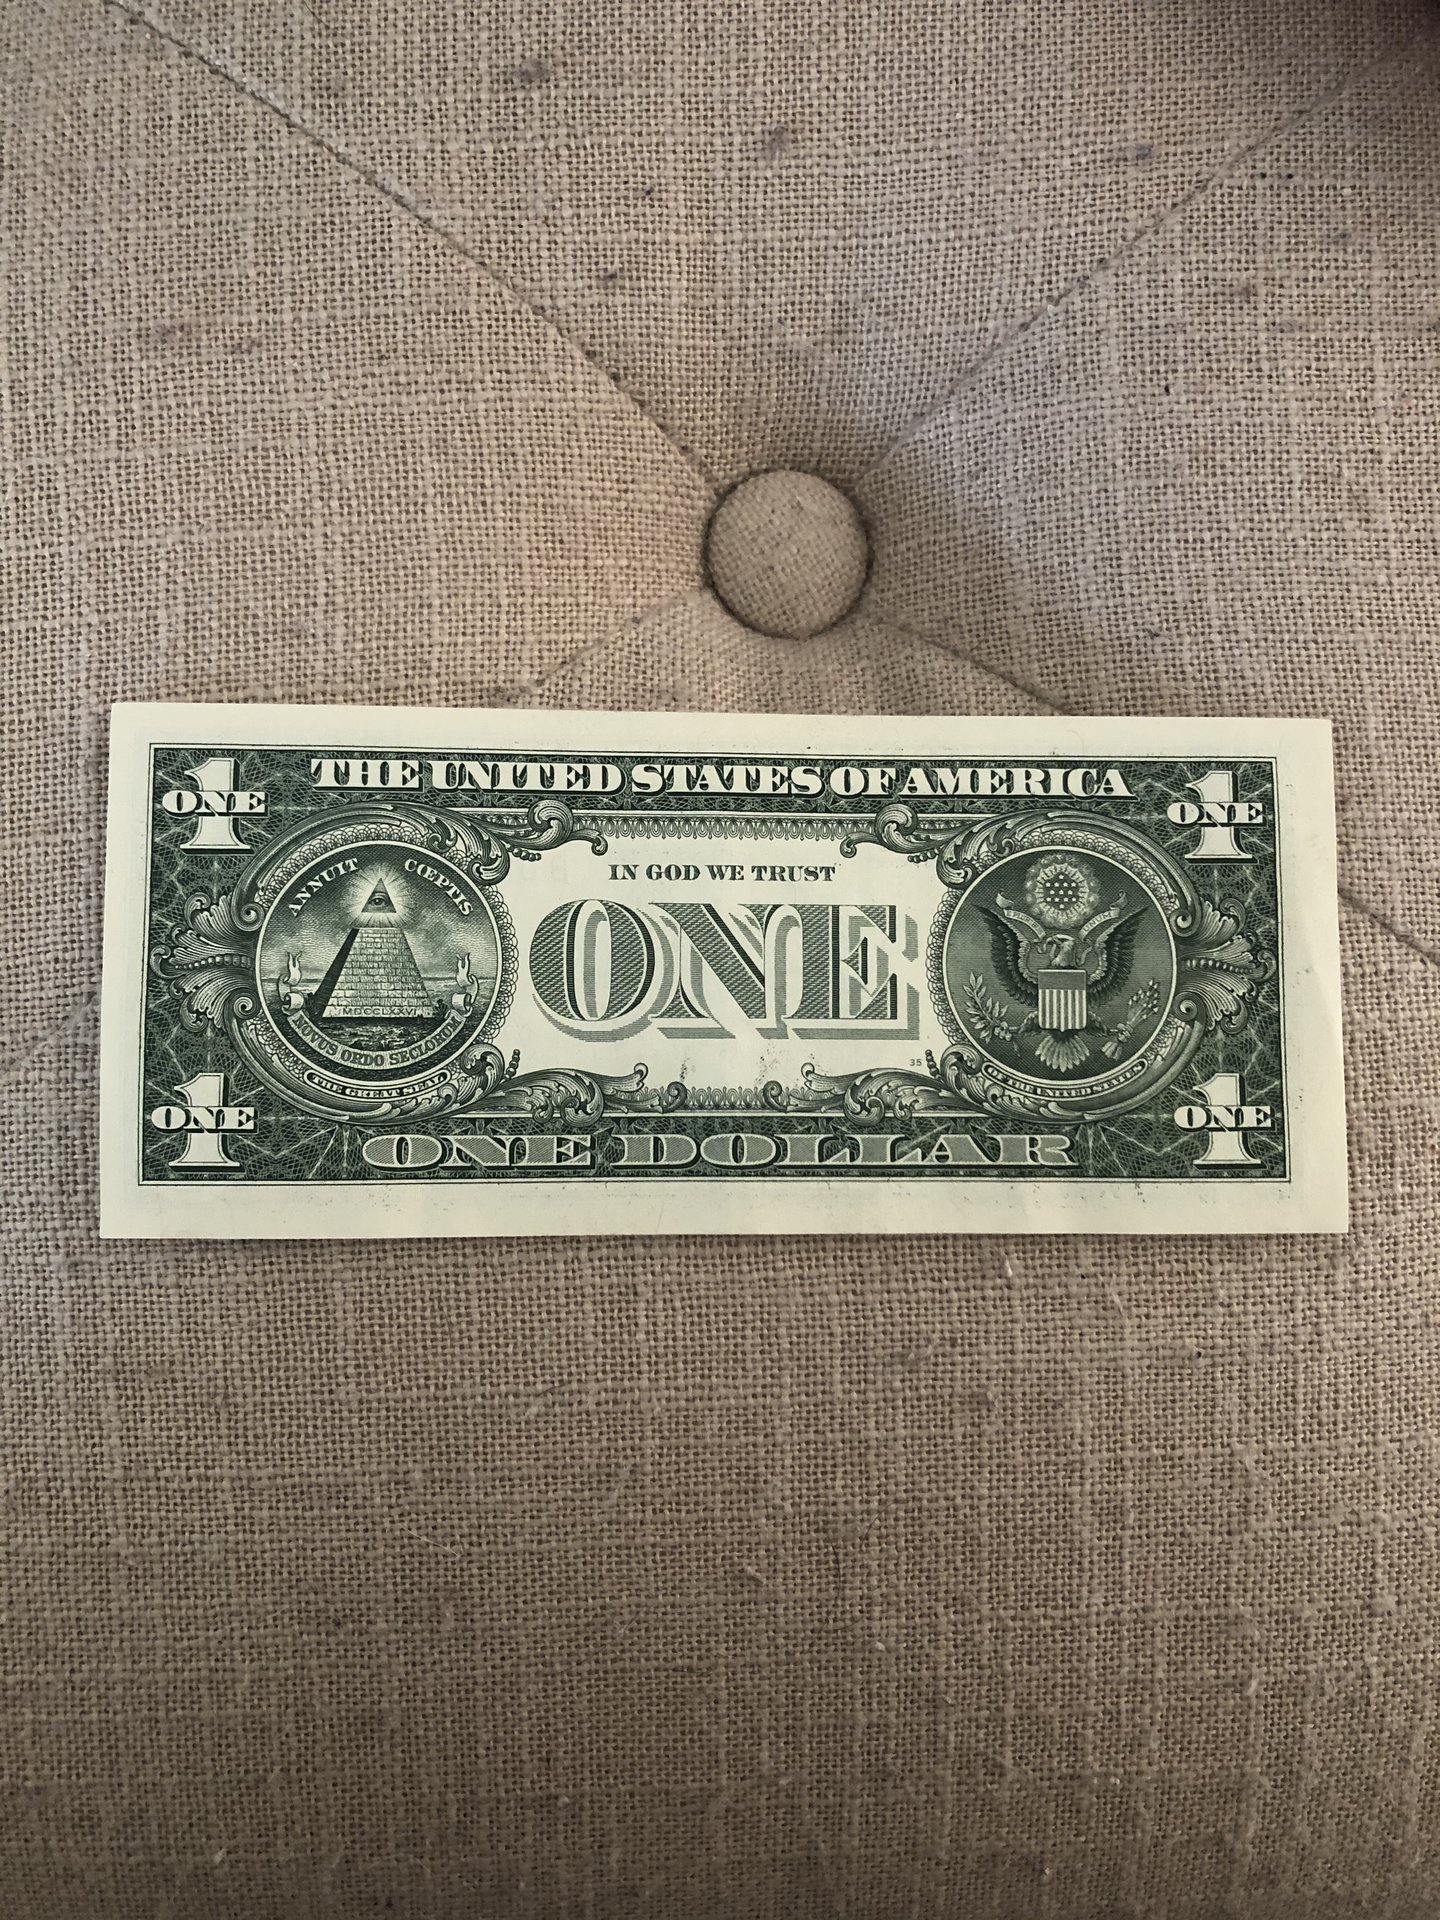 THE UNITED STATES OF AMERICA
1 ONE
1 ONE
ANNUIT CŒPTIS
IN GOD WE TRUST
ONE
MDCCLXXVI
NOVUS ORDO SECLORUM
THE GREAT SEAL
OF THE UNITED STATES
35
1 ONE
1 ONE
ONE DOLLAR